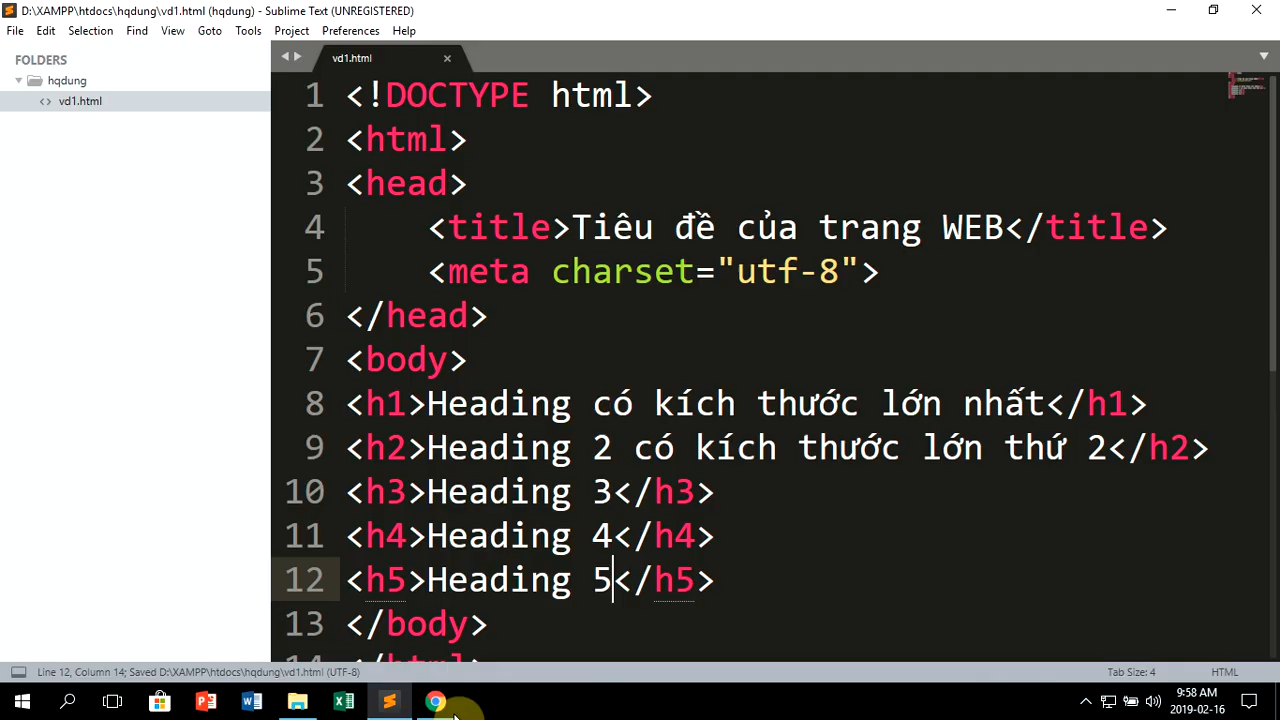 D:\XAMPP\htdocs\hqdung\vd1.html (hqdung) - Sublime Text (UNREGISTERED)
File Edit Selection Find View Goto Tools Project Preferences Help
FOLDERS
hqdung
<> vd1.html
vd1.html
1 <!DOCTYPE html>
2 <html>
3 <head>
4 <title>Tiêu đề của trang WEB</title>
5 <meta charset="utf-8">
6 </head>
7 <body>
8 <h1>Heading có kích thước lớn nhất</h1>
9 <h2>Heading 2 có kích thước lớn thứ 2</h2>
10 <h3>Heading 3</h3>
11 <h4>Heading 4</h4>
12 <h5>Heading 5</h5>
13 </body>
14 </html>
Line 12, Column 14; Saved D:\XAMPP\htdocs\hqdung\vd1.html (UTF-8)
Tab Size: 4
HTML
9:58 AM
2019-02-16